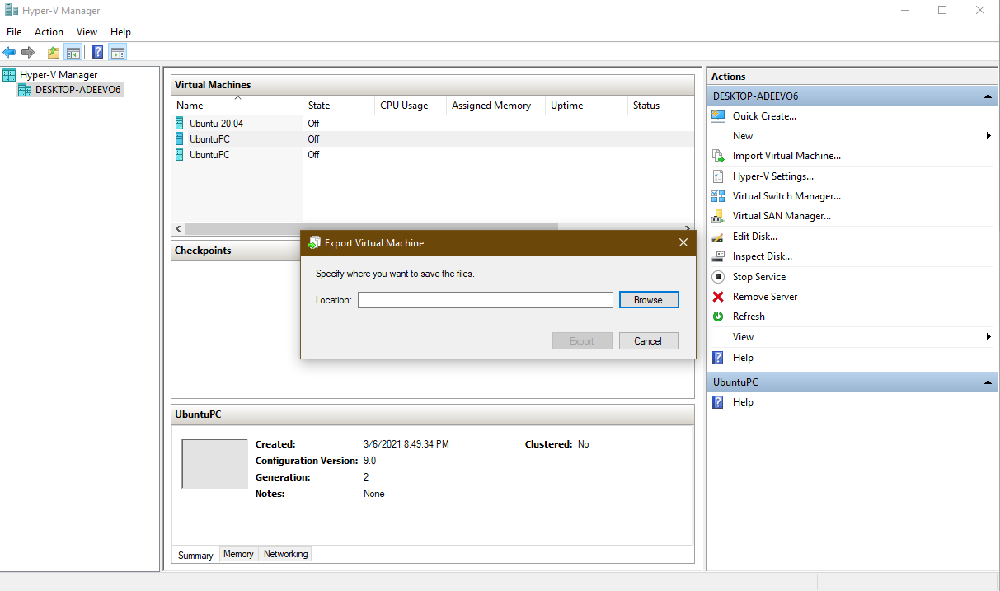 Hyper-V Manager
File Action View Help
Hyper-V Manager
DESKTOP-ADEEVO6
Virtual Machines
Name State CPU Usage Assigned Memory Uptime Status
Ubuntu 20.04 Off
UbuntuPC Off
UbuntuPC Off
Checkpoints
Export Virtual Machine
Specify where you want to save the files.
Location: Browse
Export Cancel
UbuntuPC
Created: 3/6/2021 8:49:34 PM Clustered: No
Configuration Version: 9.0
Generation: 2
Notes: None
Summary Memory Networking
Actions
DESKTOP-ADEEVO6
Quick Create...
New
Import Virtual Machine...
Hyper-V Settings...
Virtual Switch Manager...
Virtual SAN Manager...
Edit Disk...
Inspect Disk...
Stop Service
Remove Server
Refresh
View
Help
UbuntuPC
Help